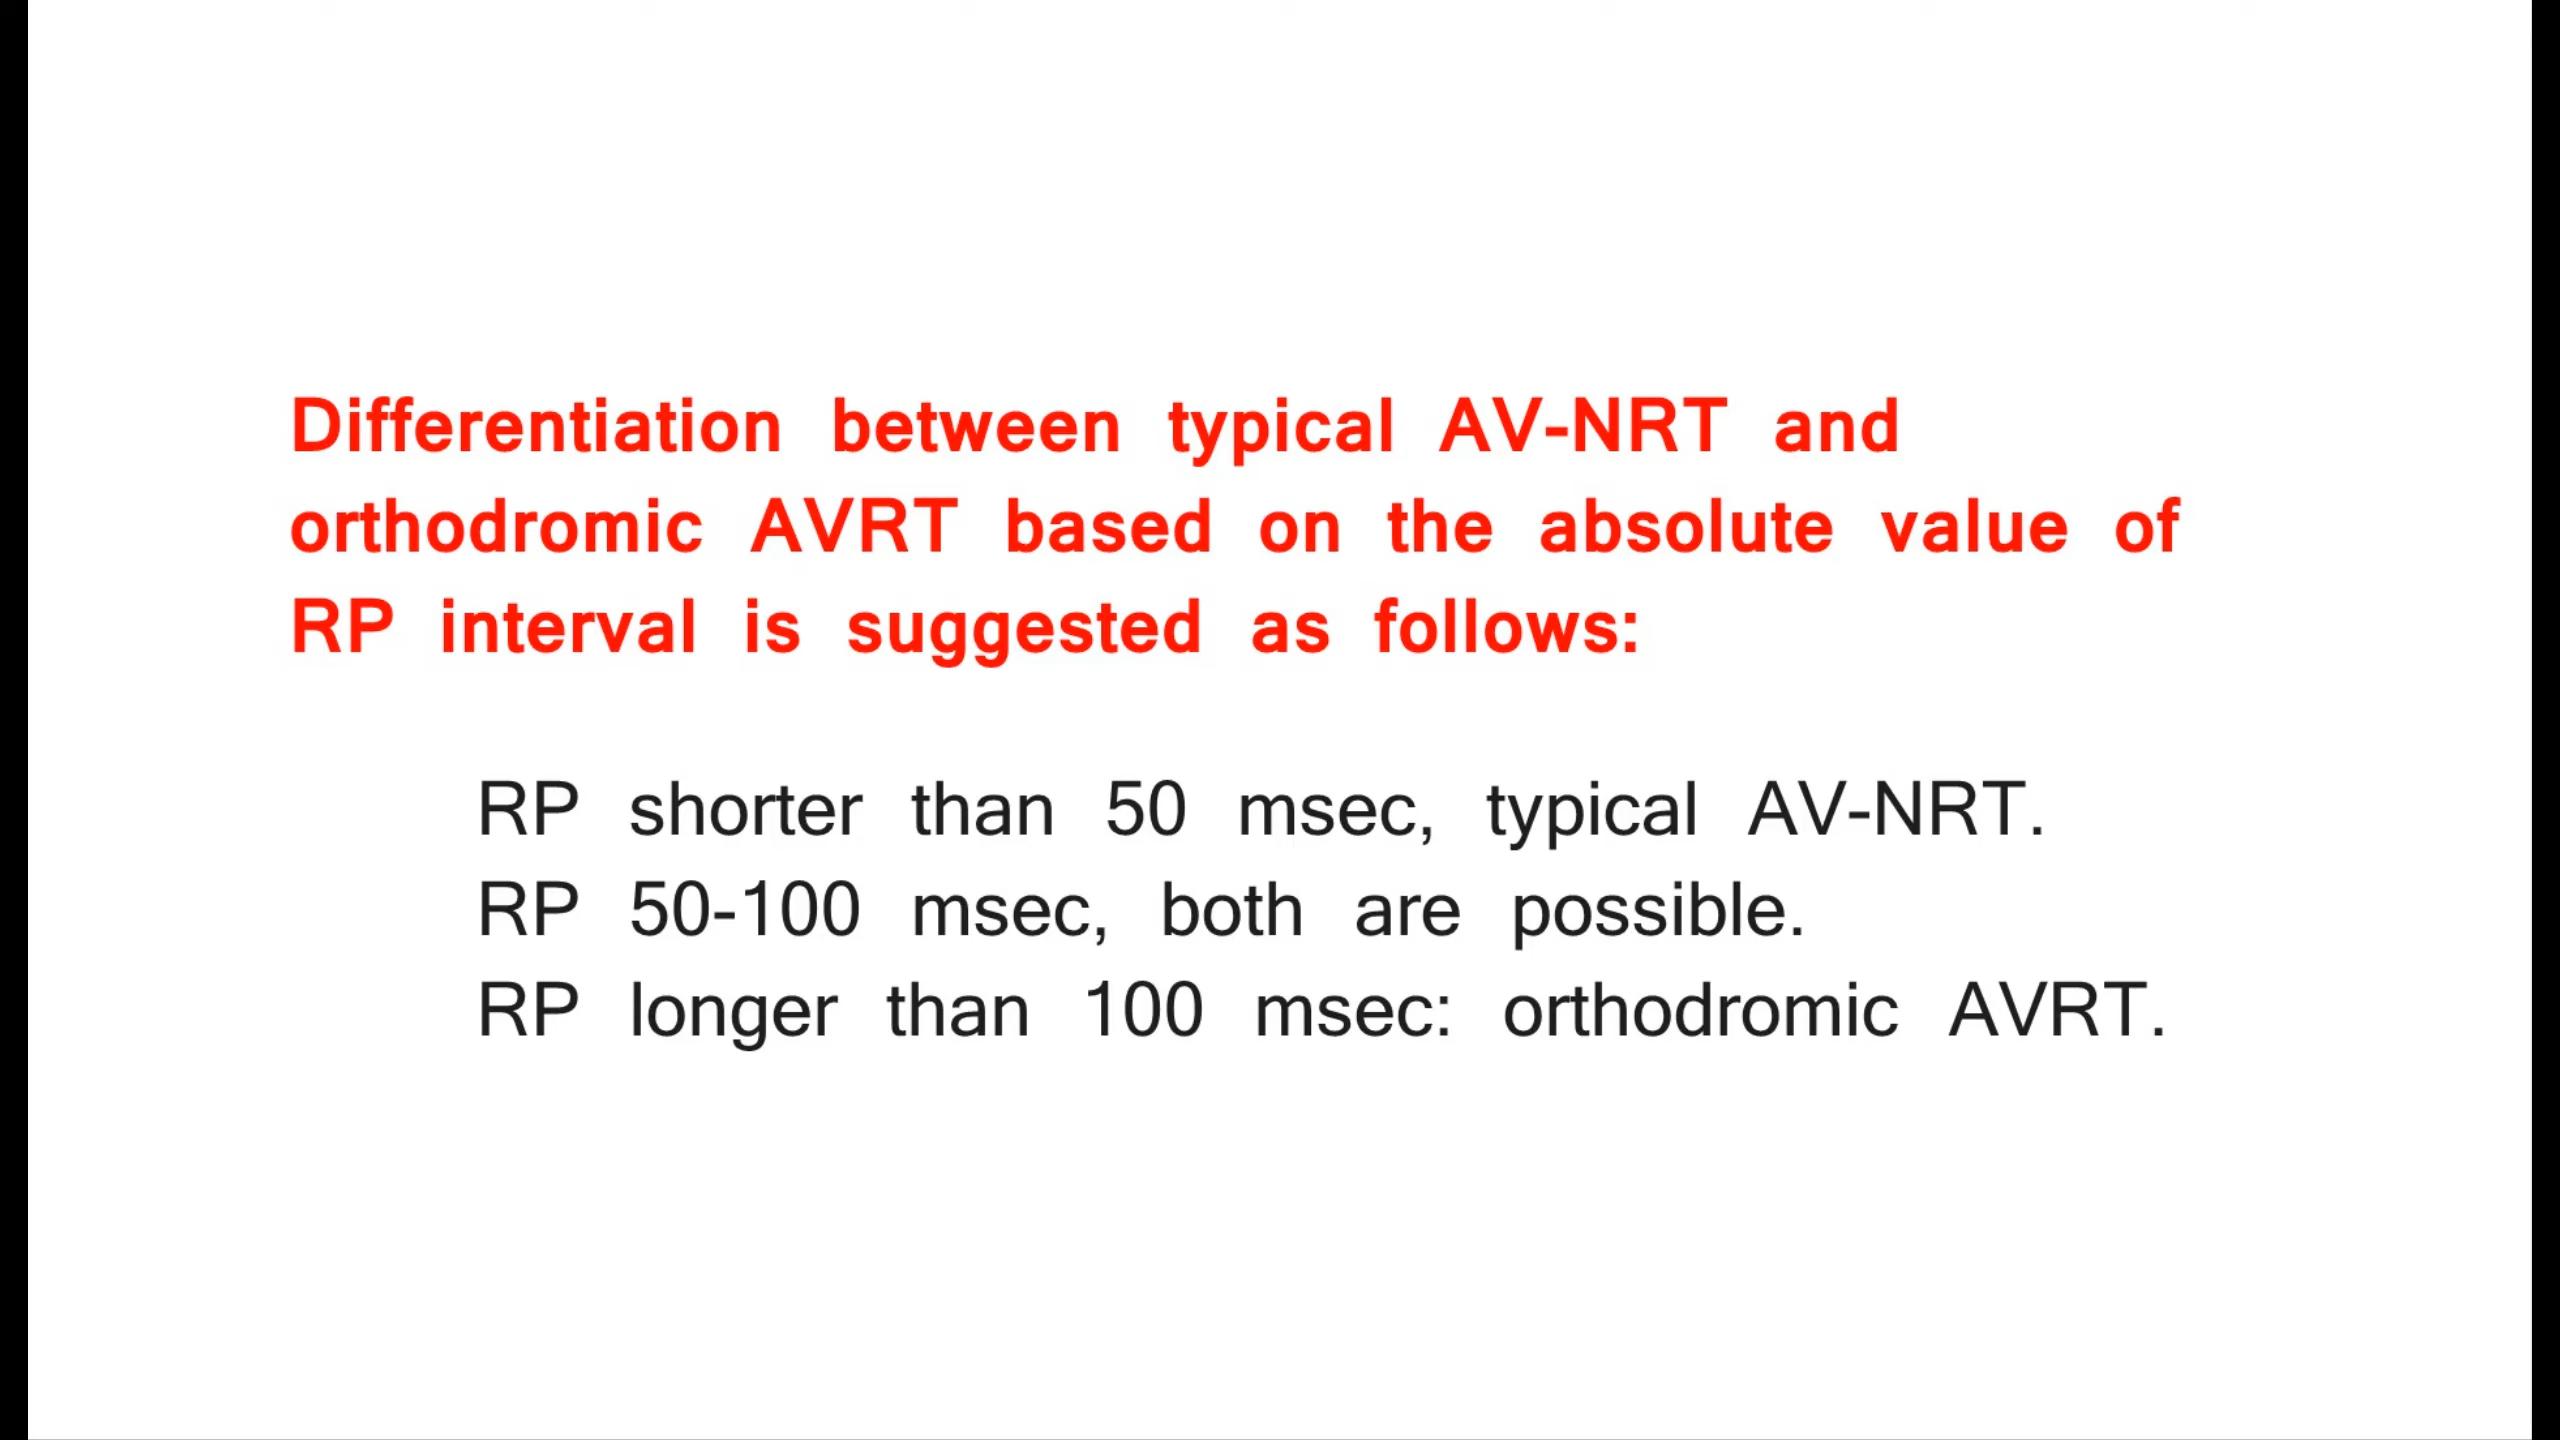 Differentiation between typical AV-NRT and
orthodromic AVRT based on the absolute value of
RP interval is suggested as follows:
RP shorter than 50 msec, typical AV-NRT.
RP 50-100 msec, both are possible.
RP longer than 100 msec: orthodromic AVRT.